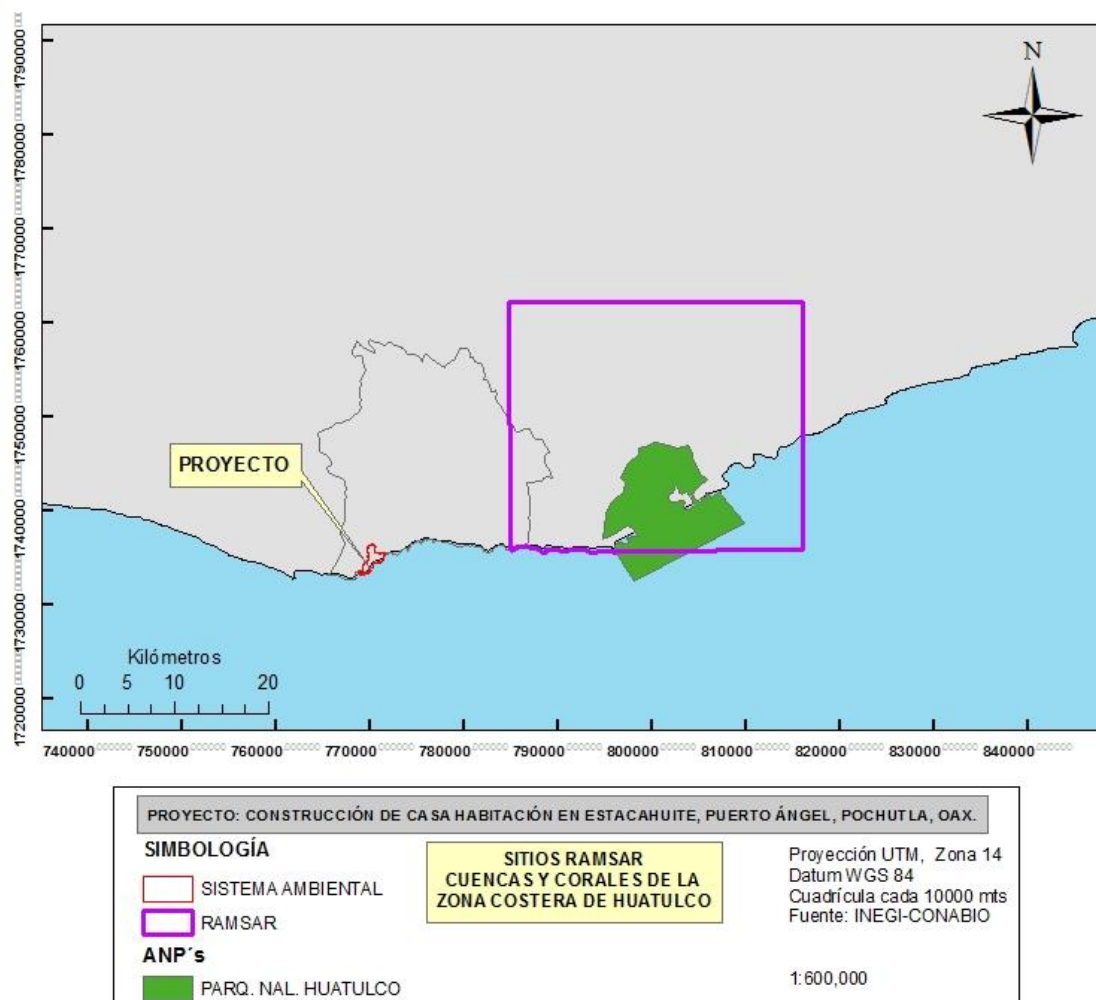 N
1790000
1780000
1770000
1760000
1750000
1740000
1730000
1720000
PROYECTO
Kilómetros
0 5 10 20
740000 750000 760000 770000 780000 790000 800000 810000 820000 830000 840000
PROYECTO: CONSTRUCCIÓN DE CASA HABITACIÓN EN ESTACAHUITE, PUERTO ÁNGEL, POCHUTLA, OAX.
SIMBOLOGÍA
SISTEMA AMBIENTAL
RAMSAR
ANP´s
PARQ. NAL. HUATULCO
SITIOS RAMSAR
CUENCAS Y CORALES DE LA
ZONA COSTERA DE HUATULCO
Proyección UTM, Zona 14
Datum WGS 84
Cuadrícula cada 10000 mts
Fuente: INEGI-CONABIO
1:600,000